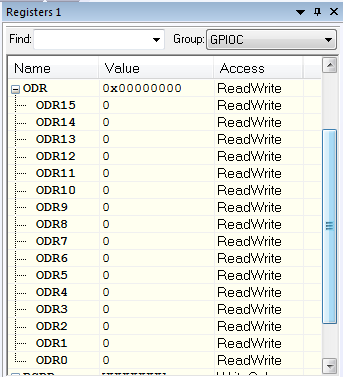 Registers 1
Find: Group: GPIOC
Name Value Access
ODR 0x00000000 ReadWrite
ODR15 0 ReadWrite
ODR14 0 ReadWrite
ODR13 0 ReadWrite
ODR12 0 ReadWrite
ODR11 0 ReadWrite
ODR10 0 ReadWrite
ODR9 0 ReadWrite
ODR8 0 ReadWrite
ODR7 0 ReadWrite
ODR6 0 ReadWrite
ODR5 0 ReadWrite
ODR4 0 ReadWrite
ODR3 0 ReadWrite
ODR2 0 ReadWrite
ODR1 0 ReadWrite
ODR0 0 ReadWrite